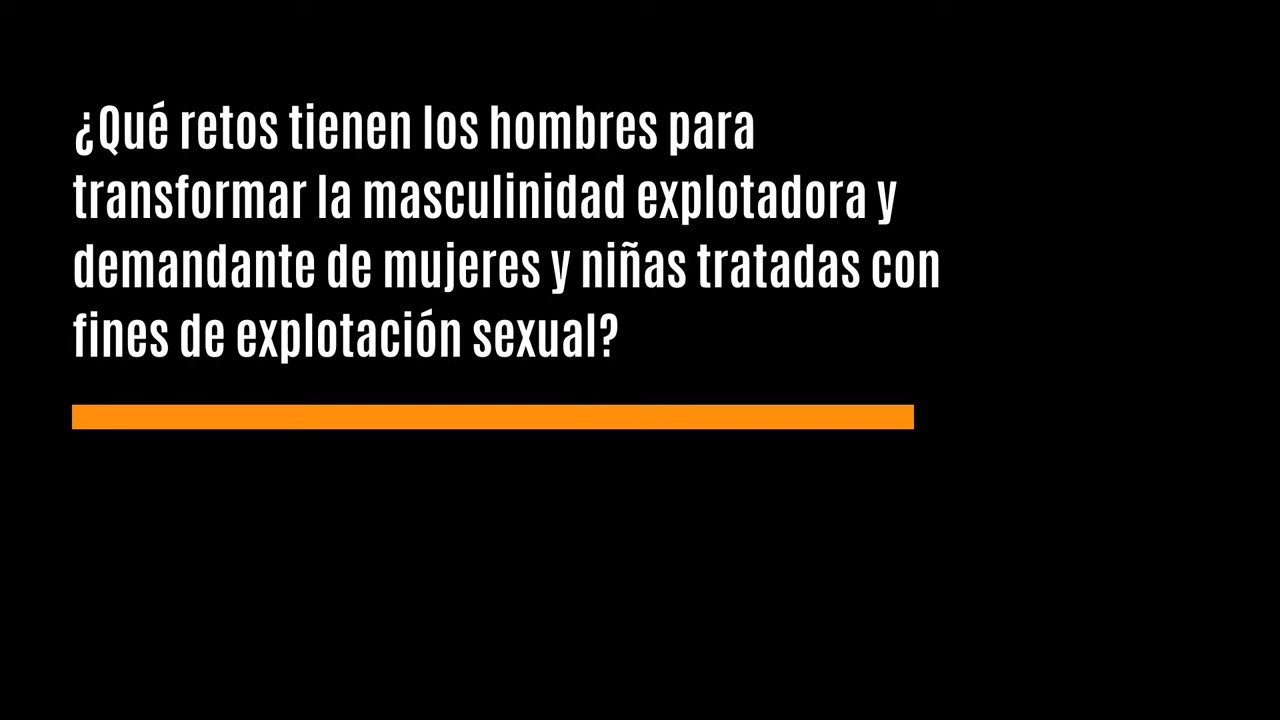 ¿Qué retos tienen los hombres para
transformar la masculinidad explotadora y
demandante de mujeres y niñas tratadas con
fines de explotación sexual?